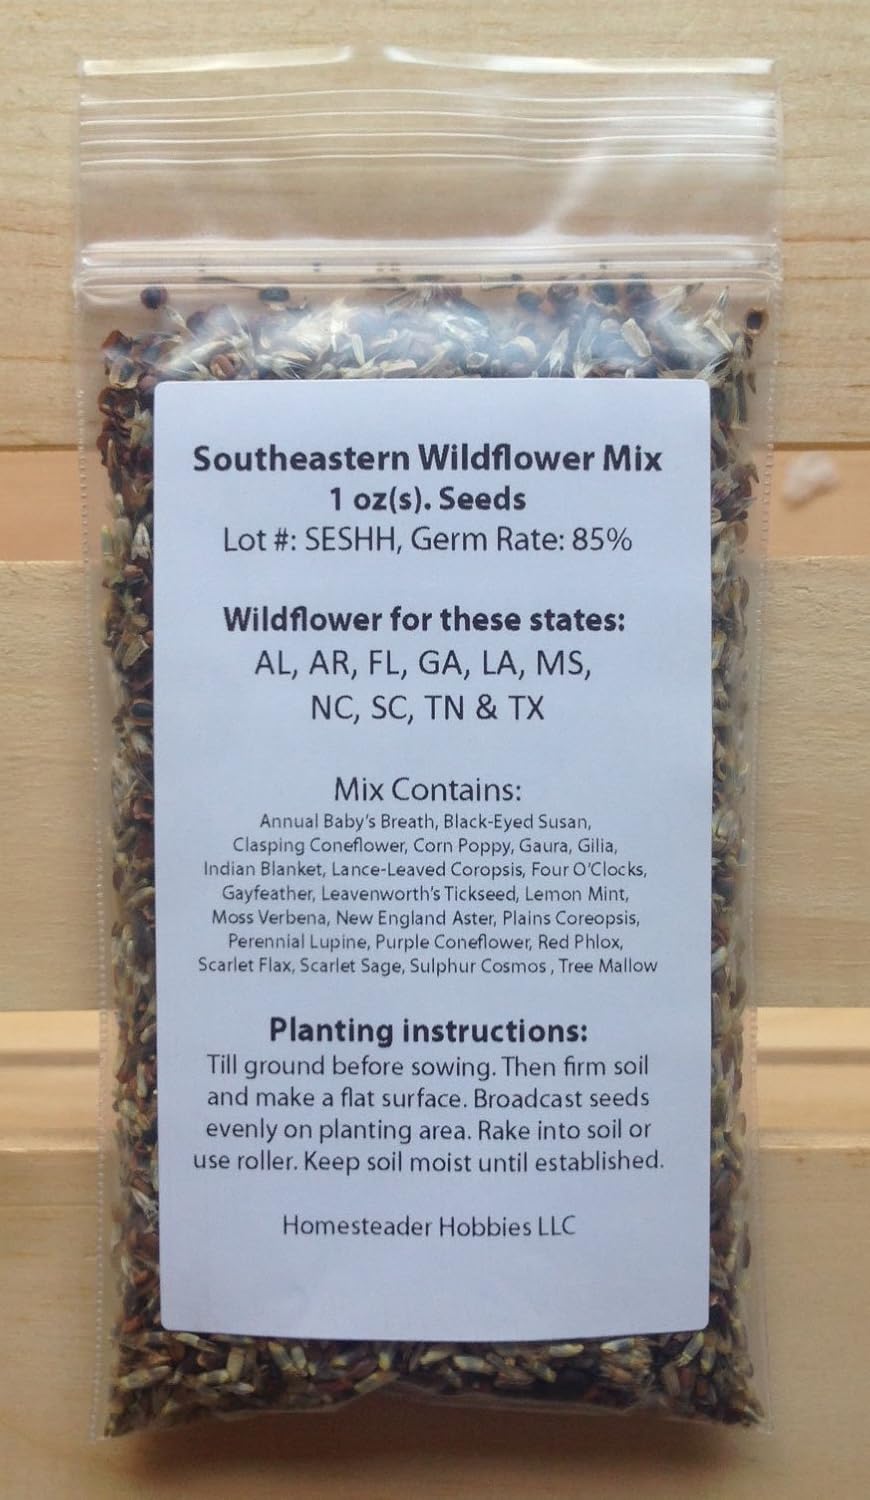 Southeastern Wildflower Mix
1 oz(s). Seeds
Lot #: SESHH, Germ Rate: 85%
Wildflower for these states:
AL, AR, FL, GA, LA, MS,
NC, SC, TN & TX
Mix Contains:
Annual Baby's Breath, Black-Eyed Susan,
Clasping Coneflower, Corn Poppy, Gaura, Gilia,
Indian Blanket, Lance-Leaved Coropsis, Four O'Clocks,
Gayfeather, Leavenworth's Tickseed, Lemon Mint,
Moss Verbena, New England Aster, Plains Coreopsis,
Perennial Lupine, Purple Coneflower, Red Phlox,
Scarlet Flax, Scarlet Sage, Sulphur Cosmos , Tree Mallow
Planting instructions:
Till ground before sowing. Then firm soil
and make a flat surface. Broadcast seeds
evenly on planting area. Rake into soil or
use roller. Keep soil moist until established.
Homesteader Hobbies LLC